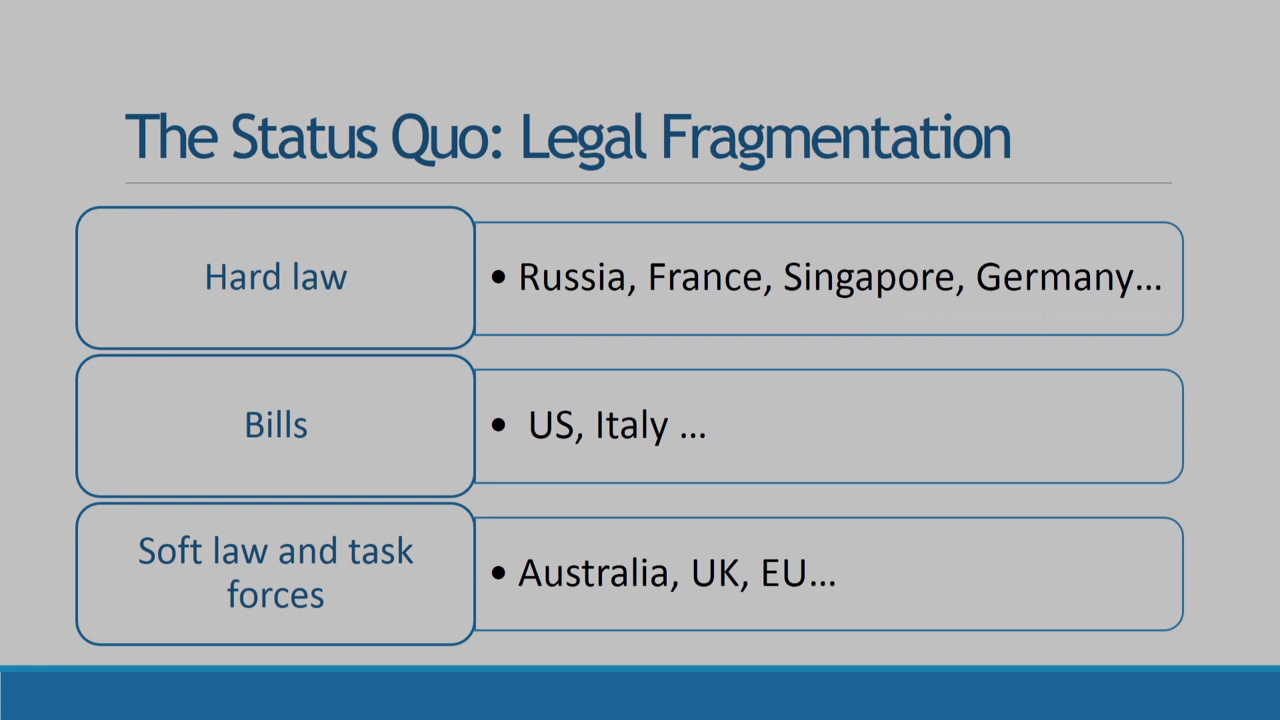 The Status Quo: Legal Fragmentation
Hard law
• Russia, France, Singapore, Germany…
Bills
• US, Italy …
Soft law and task
forces
• Australia, UK, EU…